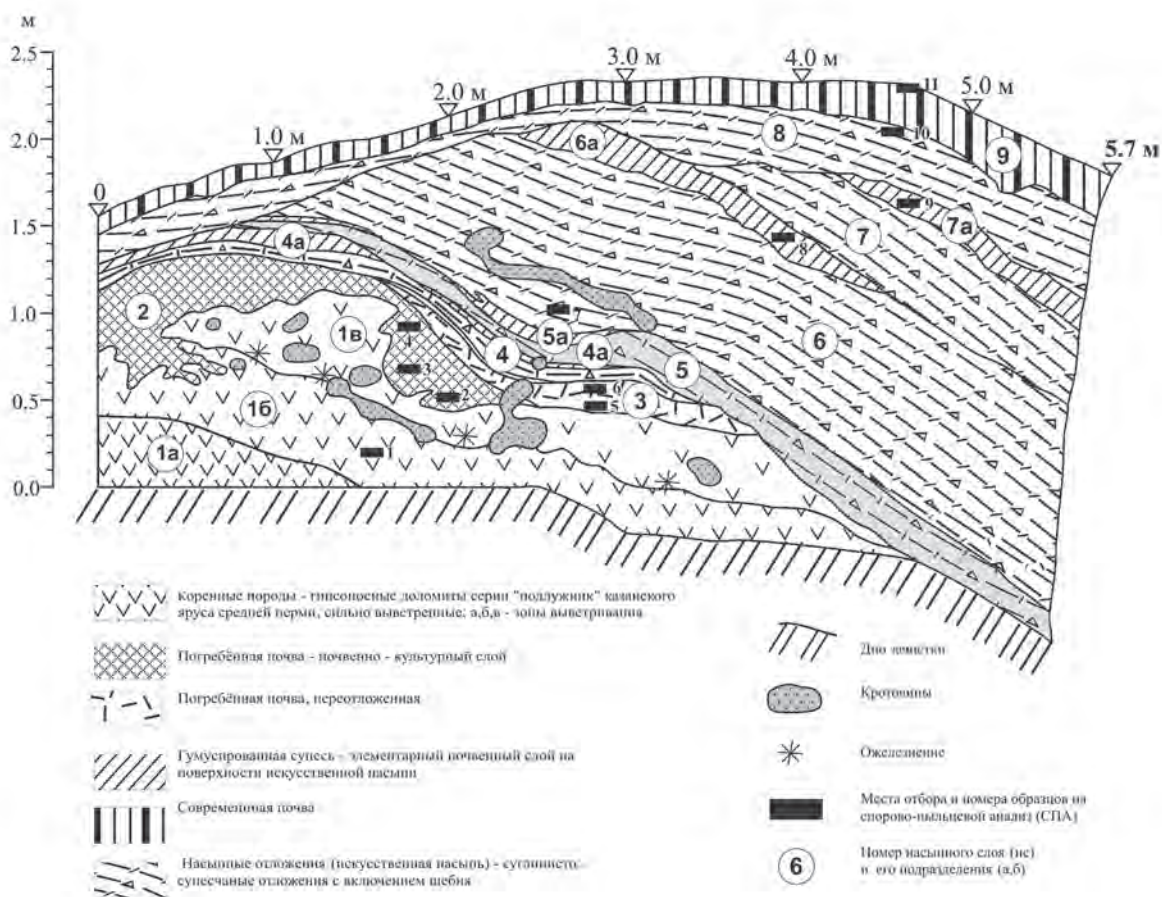 м
2,5
2.0
1.5
1.0
0.5
0.0
0
1.0 м
2.0 м
3.0 м
4.0 м
5.0 м
5.7 м
11
10
9
8
6а
9
8
7
7а
4а
2
1в
4
3
2
7
5а
4
4а
5
6
6
5
3
1б
1а
1
коренные породы - гипсоносные доломиты серии "подлужник" казанского
яруса средней перми, сильно выветренные; а,б,в - зоны выветривания
Погребённая почва - почвенно - культурный слой
Погребённая почва, переотложенная
Гумусированная супесь - элементарный почвенный слой на
поверхности искусственной насыпи
Современная почва
Насыпные отложения (искусственная насыпь) - суглинисто-
супесчаные отложения с включением щебня
Дно зачистки
Кротовины
Ожелезнение
Места отбора и номера образцов на
спорово-пыльцевой анализ (СПА)
6
Номер насыпного слоя (нс)
и его подразделения (а,б)